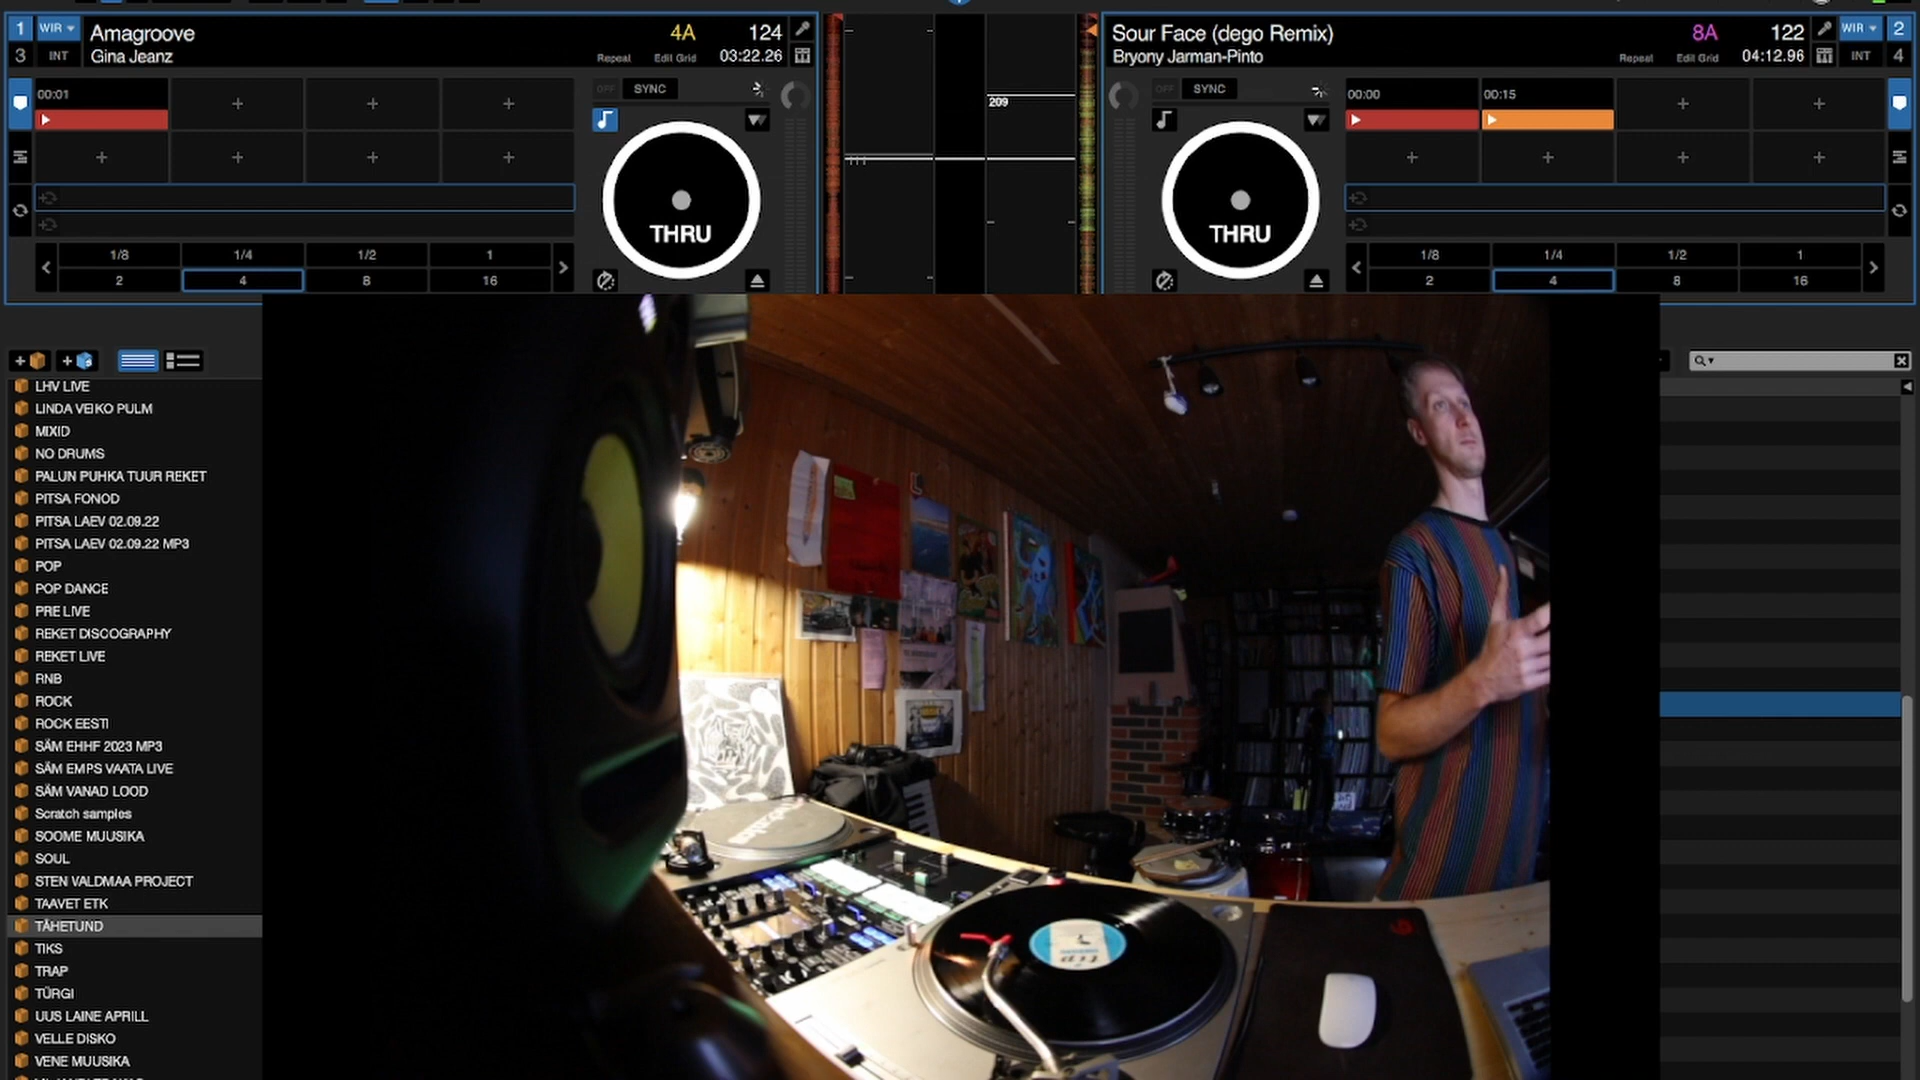 1 WIR Amagroove 4A 124
3 INT Gina Jeanz Repeat Edit Grid 03:22.26
Sour Face (dego Remix) 8A 122 WIR 2
Bryony Jarman-Pinto Repeat Edit Grid 04:12.96 INT 4
00:01
OFF SYNC
THRU
1/8 1/4 1/2 1
2 4 8 16
209
OFF SYNC
THRU
00:00 00:15
1/8 1/4 1/2 1
2 4 8 16
LHV LIVE
LINDA VEIKO PULM
MIXID
NO DRUMS
PALUN PUHKA TUUR REKET
PITSA FONOD
PITSA LAEV 02.09.22
PITSA LAEV 02.09.22 MP3
POP
POP DANCE
PRE LIVE
REKET DISCOGRAPHY
REKET LIVE
RNB
ROCK
ROCK EESTI
SÄM EHHF 2023 MP3
SÄM EMPS VAATA LIVE
SÄM VANAD LOOD
Scratch samples
SOOME MUUSIKA
SOUL
STEN VALDMAA PROJECT
TAAVET ETK
TÄHETUND
TIKS
TRAP
TÜRGI
UUS LAINE APRILL
VELLE DISKO
VENE MUUSIKA